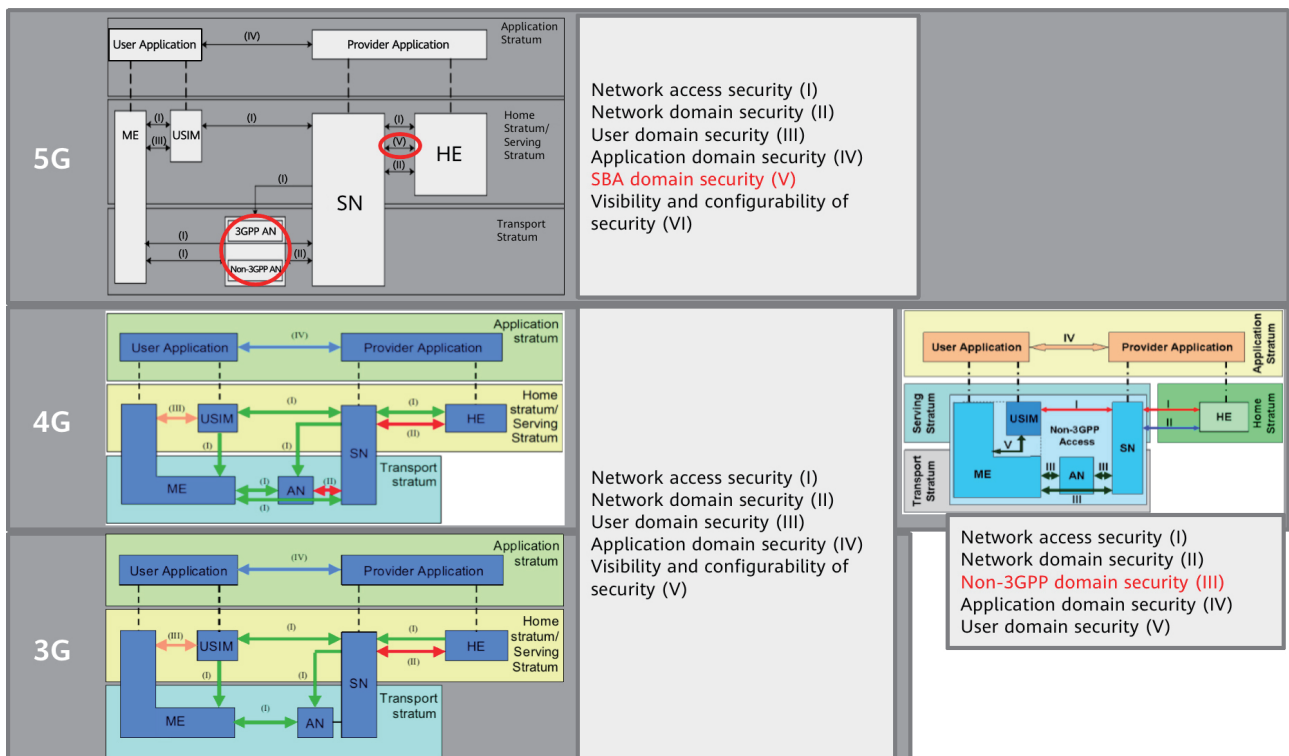 5G
Application
Stratum
User Application
(IV)
Provider Application
Home
Stratum/
Serving
Stratum
ME
(I)
(III)
USIM
(I)
SN
(I)
(V)
(II)
HE
(I)
Transport
Stratum
3GPP AN
(I)
(I)
(II)
Non-3GPP AN
Network access security (I)
Network domain security (II)
User domain security (III)
Application domain security (IV)
SBA domain security (V)
Visibility and configurability of
security (VI)
4G
Application
stratum
User Application
(IV)
Provider Application
Home
stratum/
Serving
Stratum
(III)
USIM
(I)
(I)
(II)
HE
(I)
(I)
SN
Transport
stratum
ME
(I)
AN
(II)
(I)
3G
Application
stratum
User Application
(IV)
Provider Application
Home
stratum/
Serving
Stratum
(III)
USIM
(I)
(I)
(II)
HE
(I)
(I)
SN
Transport
stratum
ME
(I)
AN
Network access security (I)
Network domain security (II)
User domain security (III)
Application domain security (IV)
Visibility and configurability of
security (V)
User Application
IV
Provider Application
Application
Stratum
Serving
Stratum
USIM
I
I
II
HE
Home
Stratum
Non-3GPP
Access
SN
V
Transport
Stratum
ME
III
AN
III
III
Network access security (I)
Network domain security (II)
Non-3GPP domain security (III)
Application domain security (IV)
User domain security (V)